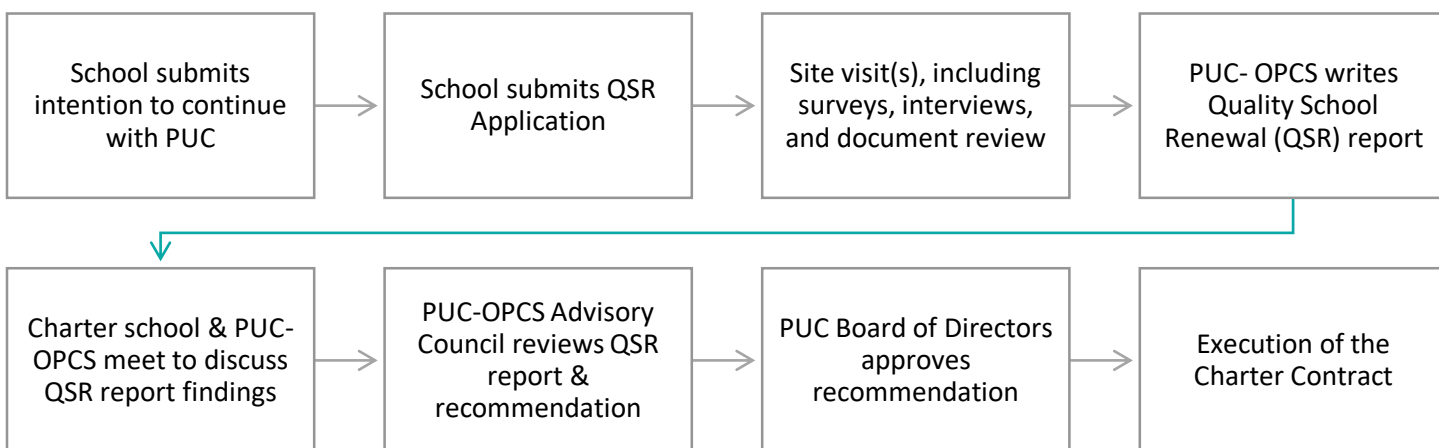 School submits
intention to continue
with PUC
School submits QSR
Application
Site visit(s), including
surveys, interviews,
and document review
PUC- OPCS writes
Quality School
Renewal (QSR) report
Charter school & PUC-
OPCS meet to discuss
QSR report findings
PUC-OPCS Advisory
Council reviews QSR
report &
recommendation
PUC Board of Directors
approves
recommendation
Execution of the
Charter Contract